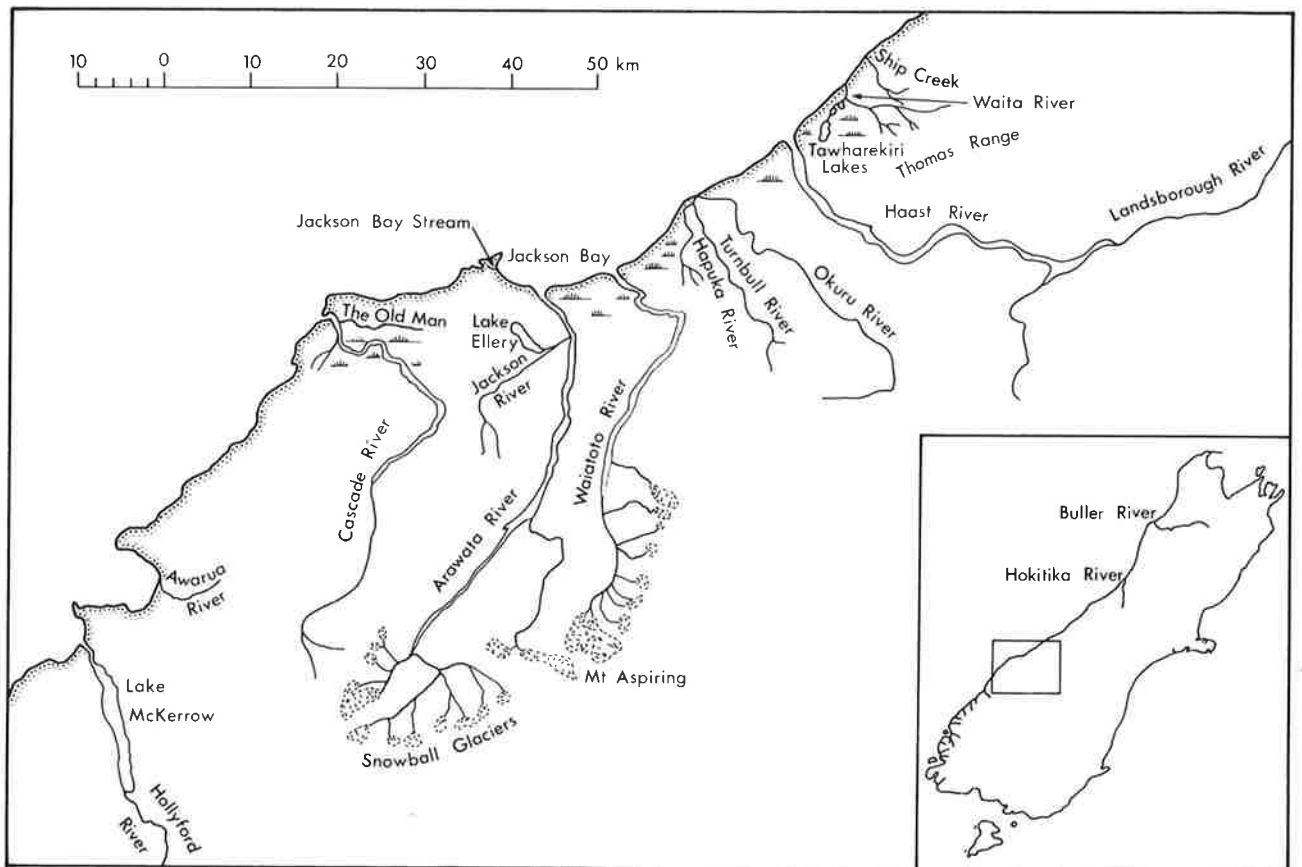 10 0 10 20 30 40 50 km
Ship Creek
Waita River
Tawharekiri
Lakes
Thomas Range
Landsborough River
Haast River
Jackson Bay Stream
Jackson Bay
Hapuka River
Turnbull River
Okuru River
The Old Man
Lake
Ellery
Jackson
River
Cascade River
Arawata River
Waiatoto River
Awarua
River
Mt Aspiring
Snowball Glaciers
Lake
McKerrow
Hollyford
River
Buller River
Hokitika River